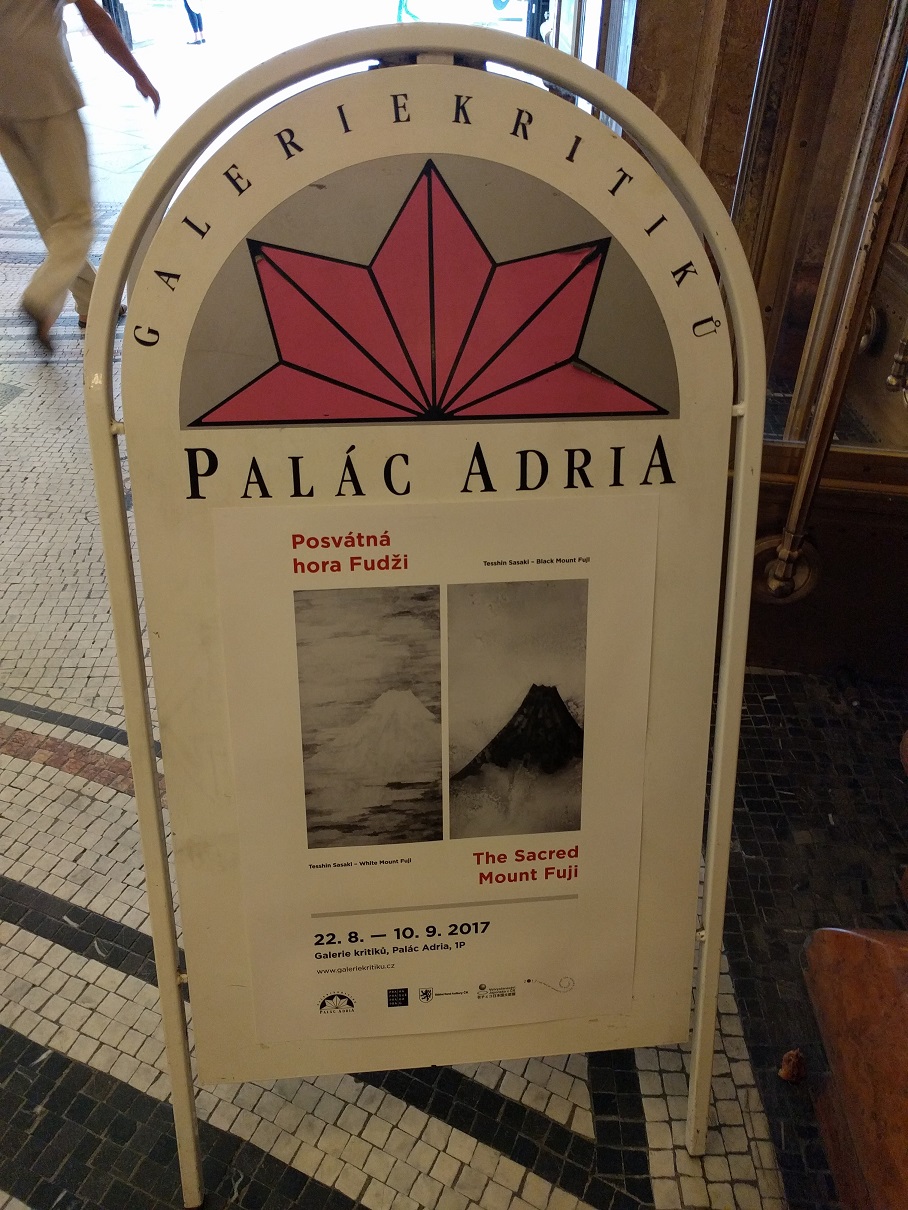 GALERIE KRITIKŮ
PALÁC ADRIA
Posvátná
hora Fudži
Tesshin Sasaki – Black Mount Fuji
Tesshin Sasaki – White Mount Fuji
The Sacred
Mount Fuji
22. 8. — 10. 9. 2017
Galerie kritiků, Palác Adria, 1P
www.galeriekritiku.cz
PALÁC ADRIA